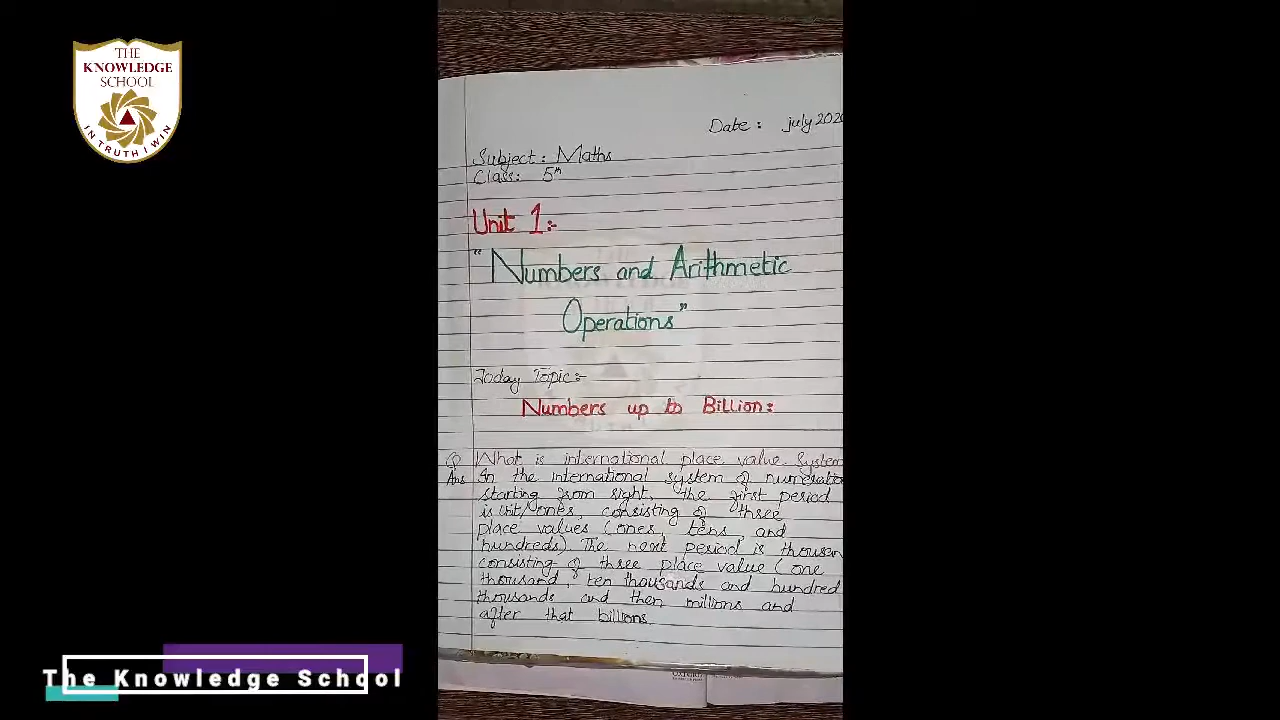 THE
KNOWLEDGE
SCHOOL
IN TRUTH I WIN
Date: july 2020
Subject: Maths
Class: 5th
Unit 1:-
"Numbers and Arithmetic
Operations"
Today Topic:-
Numbers up to Billion:
Q What is international place value System
Ans In the international system of numeratio
starting from right, the first period
is unit/ones, consisting of three
place values (ones, tens, and
hundreds) The next period is thousan
consisting of three place value (one
thousand, ten thousands and hundred
thousands and then millions and
after that billions
The Knowledge School
OXFORD